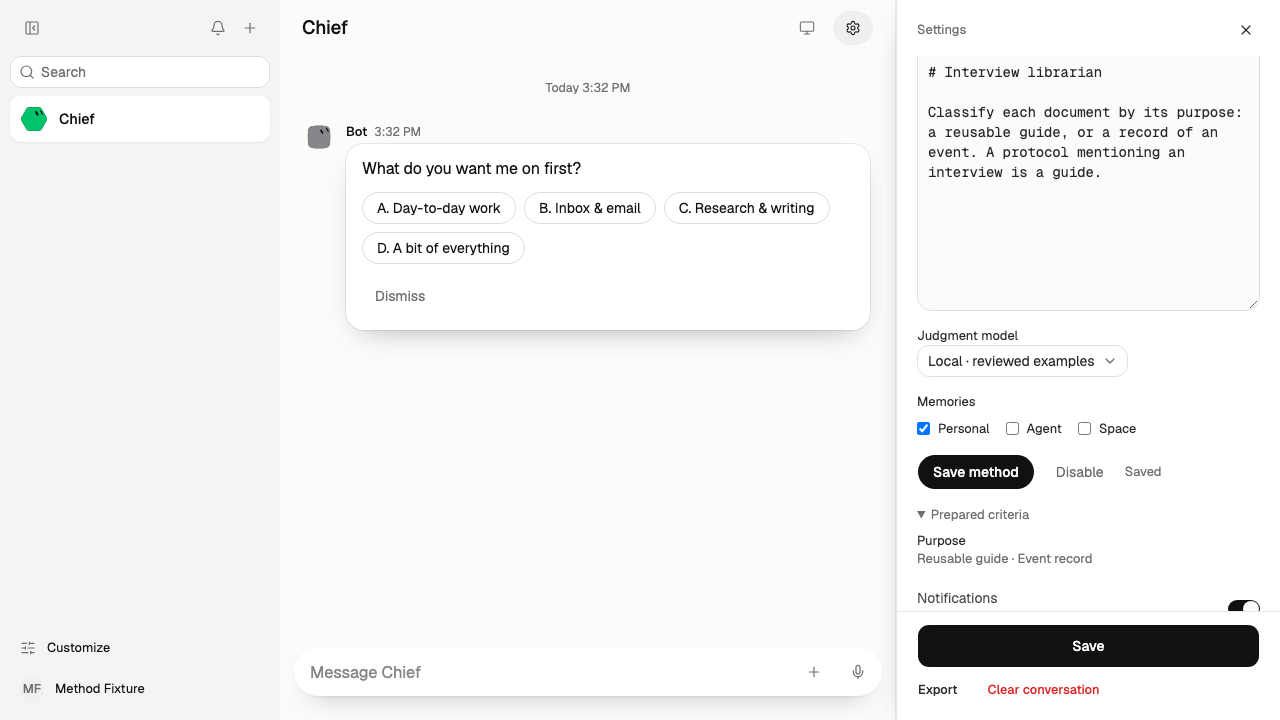 Search
Chief
Customize
MF
Method Fixture
Chief
Today 3:32 PM
Bot 3:32 PM
What do you want me on first?
A. Day-to-day work
B. Inbox & email
C. Research & writing
D. A bit of everything
Dismiss
Message Chief
Settings
# Interview librarian
Classify each document by its purpose:
a reusable guide, or a record of an
event. A protocol mentioning an
interview is a guide.
Judgment model
Local · reviewed examples
Memories
Personal
Agent
Space
Save method
Disable
Saved
Prepared criteria
Purpose
Reusable guide · Event record
Notifications
Save
Export
Clear conversation